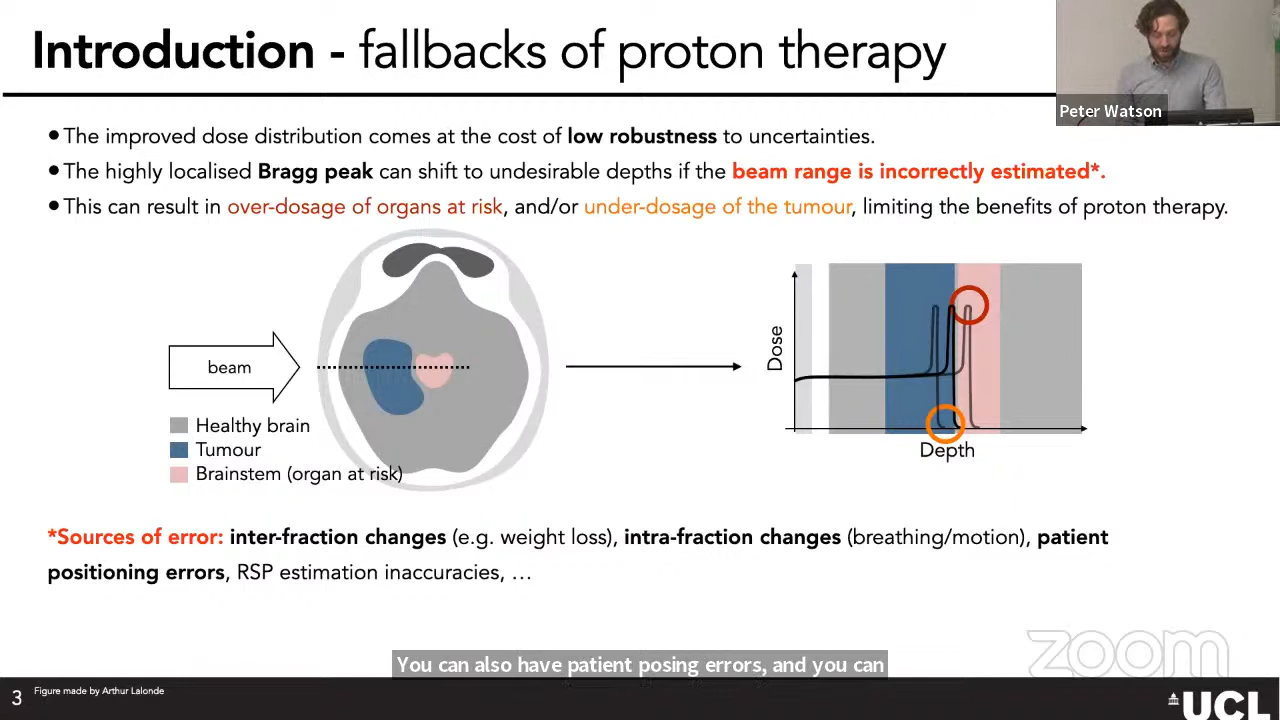 Introduction - fallbacks of proton therapy
Peter Watson
•The improved dose distribution comes at the cost of low robustness to uncertainties.
•The highly localised Bragg peak can shift to undesirable depths if the beam range is incorrectly estimated*.
•This can result in over-dosage of organs at risk, and/or under-dosage of the tumour, limiting the benefits of proton therapy.
beam
Healthy brain
Tumour
Brainstem (organ at risk)
Dose
Depth
*Sources of error: inter-fraction changes (e.g. weight loss), intra-fraction changes (breathing/motion), patient
positioning errors, RSP estimation inaccuracies, …
zoom
You can also have patient posing errors, and you can
3
Figure made by Arthur Lalonde
UCL